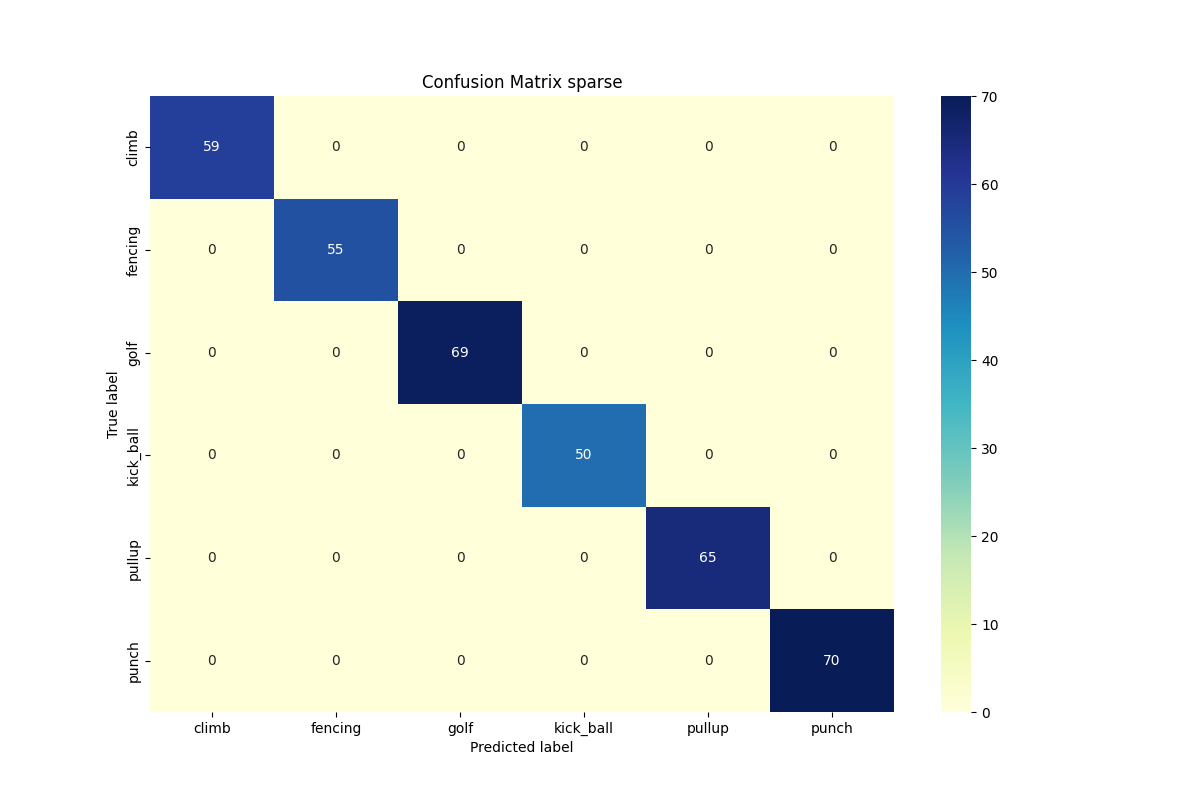 Confusion Matrix sparse
climb 59 0 0 0 0 0
fencing 0 55 0 0 0 0
golf 0 0 69 0 0 0
kick_ball 0 0 0 50 0 0
pullup 0 0 0 0 65 0
punch 0 0 0 0 0 70
True label
climb fencing golf kick_ball pullup punch
Predicted label
70
60
50
40
30
20
10
0